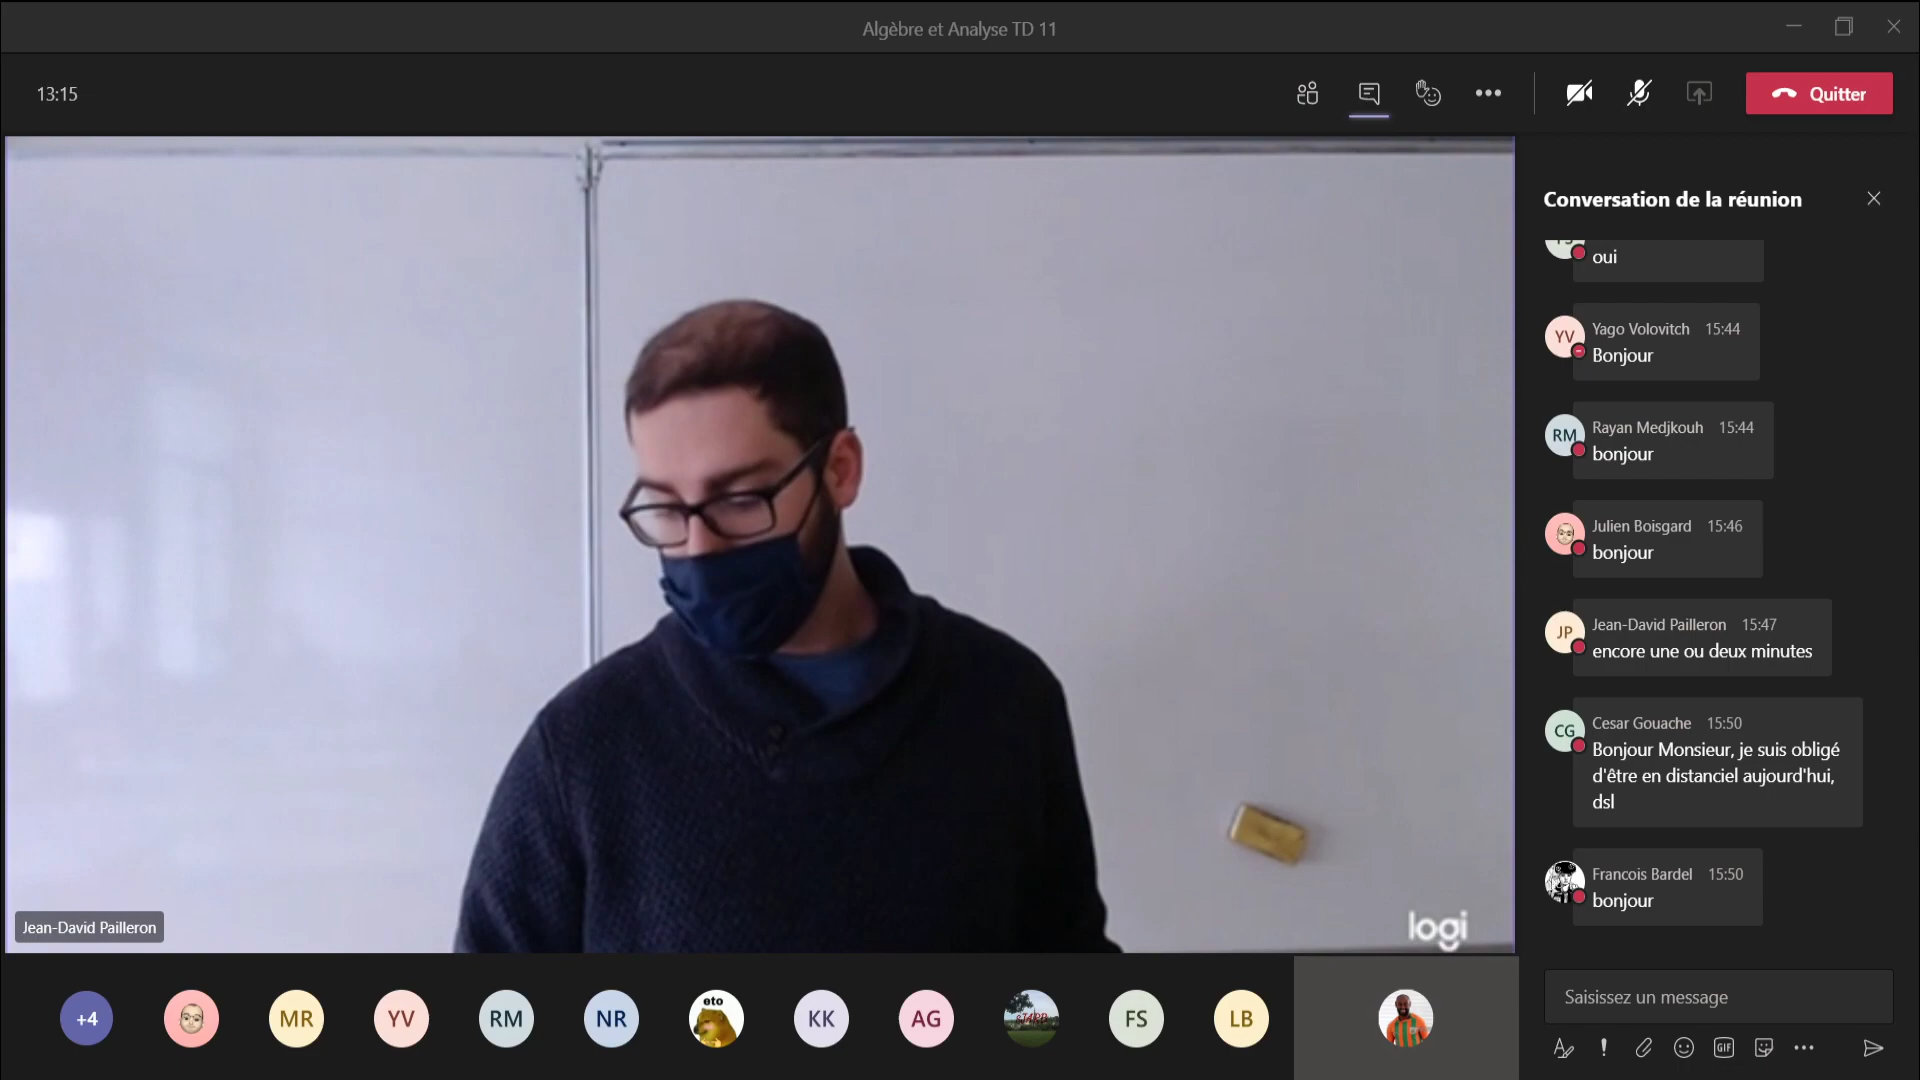 Algèbre et Analyse TD 11
13:15
Quitter
Conversation de la réunion
oui
YV
Yago Volovitch 15:44
Bonjour
RM
Rayan Medjkouh 15:44
bonjour
Julien Boisgard 15:46
bonjour
JP
Jean-David Pailleron 15:47
encore une ou deux minutes
CG
Cesar Gouache 15:50
Bonjour Monsieur, je suis obligé
d'être en distanciel aujourd'hui,
dsl
Francois Bardel 15:50
bonjour
Jean-David Pailleron
logi
+4
MR
YV
RM
NR
eto
KK
AG
FS
LB
Saisissez un message
GIF